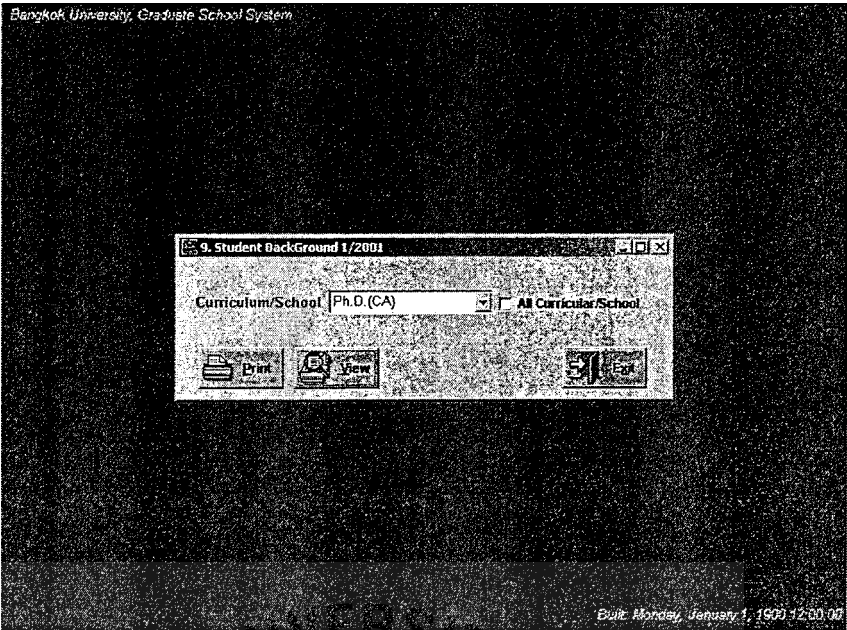 Bangkok University, Graduate School System
9. Student BackGround 1/2001
Curriculum/School Ph.D.(CA) All Curricular/School
Print View Exit
Built: Monday, January 1, 1900 12:00:00